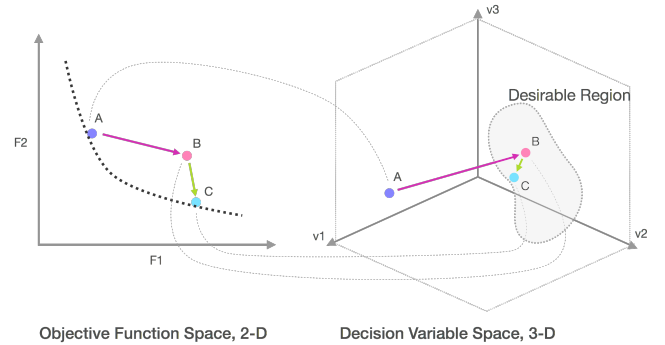 v3
Desirable Region
A
B
C
F2
F1
B
A
C
v1
v2
Objective Function Space, 2-D
Decision Variable Space, 3-D